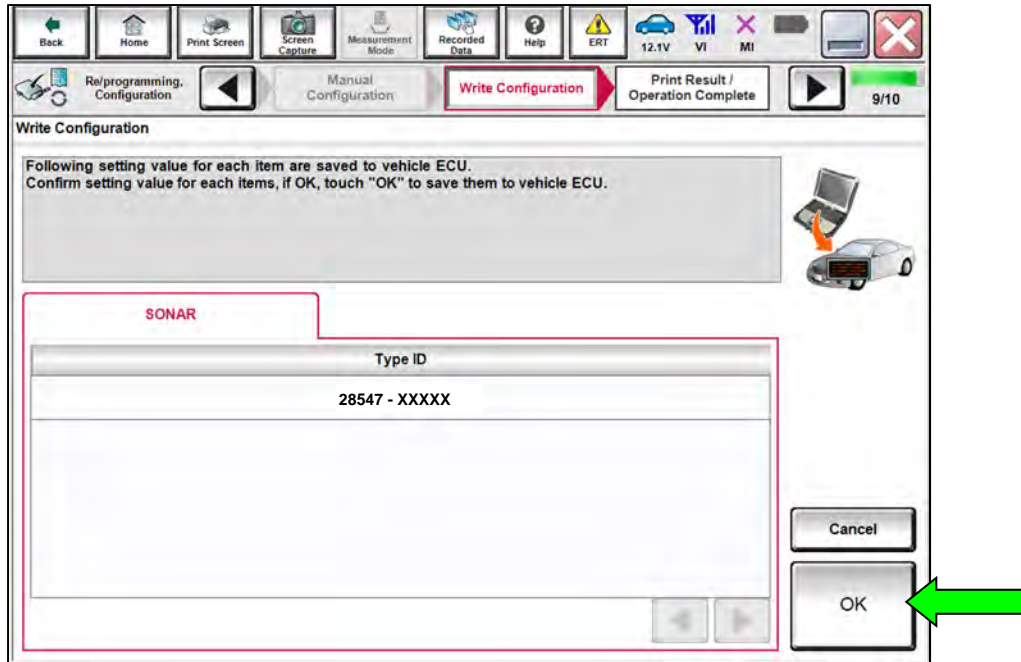 Back
Home
Print Screen
Screen
Capture
Measurement
Mode
Recorded
Data
Help
ERT
12.1V
VI
MI
Re/programming,
Configuration
Manual
Configuration
Write Configuration
Print Result /
Operation Complete
9/10
Write Configuration
Following setting value for each item are saved to vehicle ECU.
Confirm setting value for each items, if OK, touch "OK" to save them to vehicle ECU.
SONAR
Type ID
28547 - XXXXX
Cancel
OK